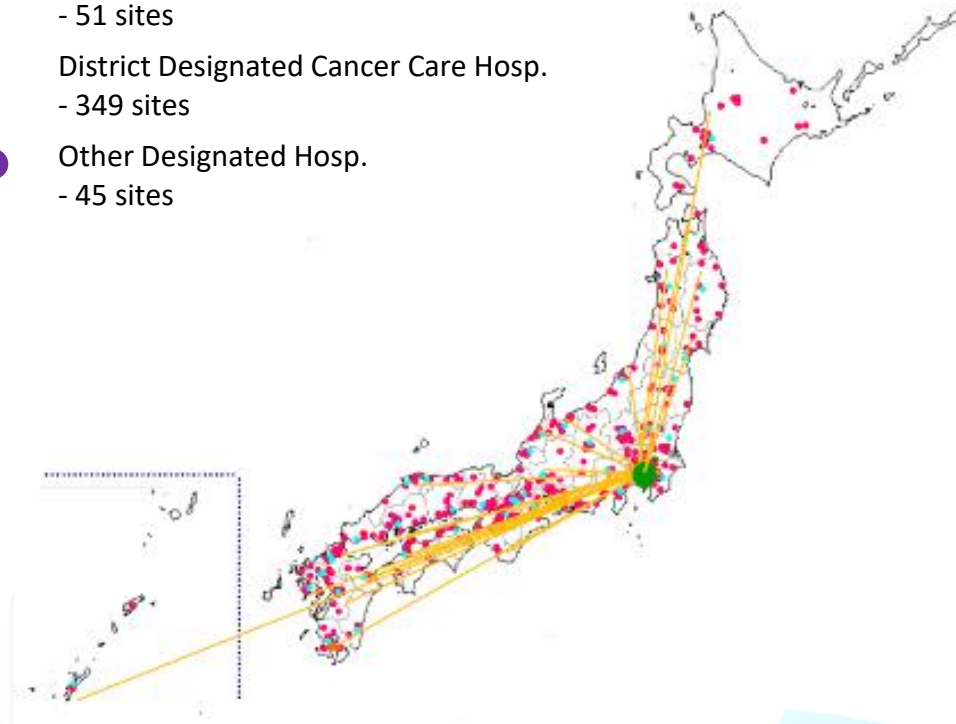 - 51 sites
District Designated Cancer Care Hosp.
- 349 sites
Other Designated Hosp.
- 45 sites